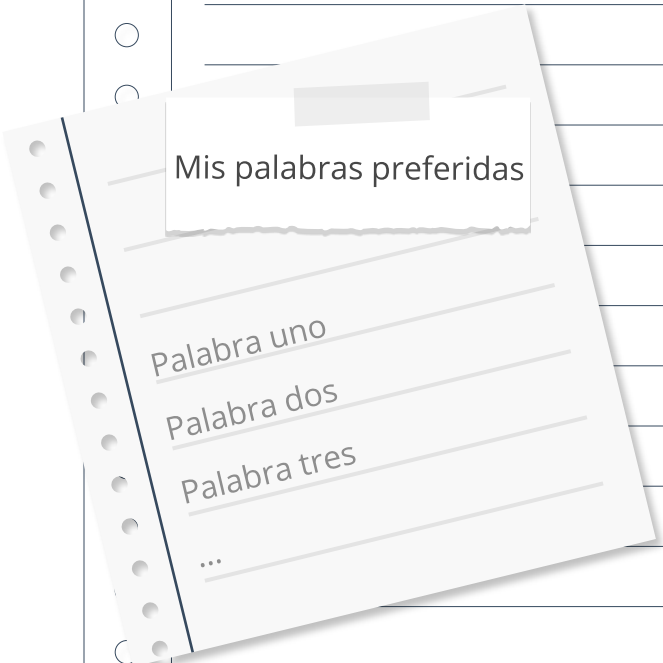 Mis palabras preferidas
Palabra uno
Palabra dos
Palabra tres
...